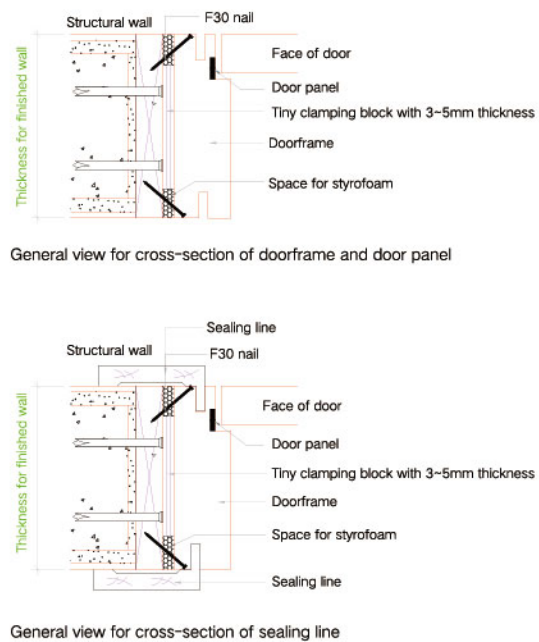 F30 nail
Structural wall
Face of door
Door panel
Tiny clamping block with 3~5mm thickness
Doorframe
Space for styrofoam
Thickness for finished wall
General view for cross-section of doorframe and door panel
Sealing line
Structural wall
F30 nail
Face of door
Door panel
Tiny clamping block with 3~5mm thickness
Doorframe
Space for styrofoam
Sealing line
Thickness for finished wall
General view for cross-section of sealing line